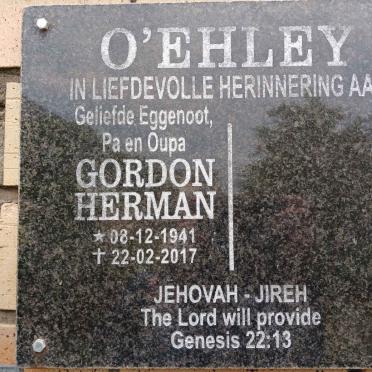 O'EHLEY
IN LIEFDEVOLLE HERINNERING AA
Geliefde Eggenoot,
Pa en Oupa
GORDON
HERMAN
★ 08-12-1941
✝ 22-02-2017
JEHOVAH - JIREH
The Lord will provide
Genesis 22:13